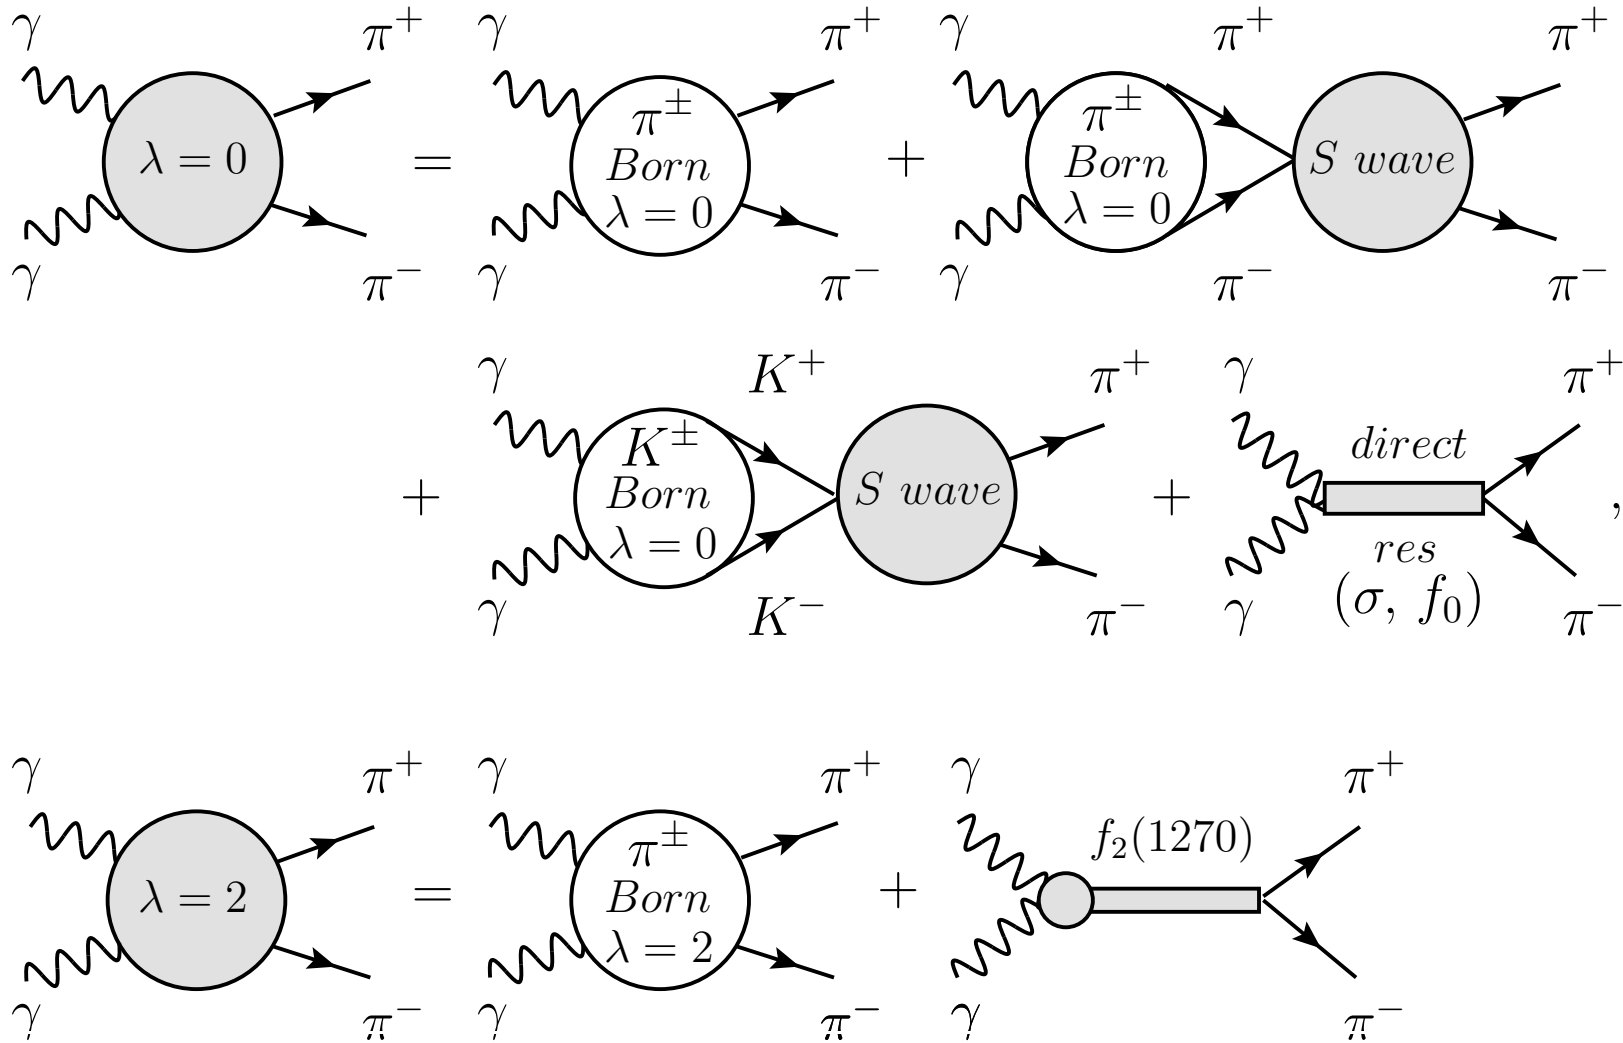 γ π⁺ γ π⁺ γ π⁺ π⁺
λ = 0 = π± Born λ = 0 + π± Born λ = 0 S wave
γ π⁻ γ π⁻ γ π⁻ π⁻
γ K⁺ π⁺ γ π⁺
+ K± Born λ = 0 S wave + direct res (σ, f₀) ,
γ K⁻ π⁻ γ π⁻
γ π⁺ γ π⁺ γ π⁺
λ = 2 = π± Born λ = 2 + f₂(1270)
γ π⁻ γ π⁻ γ π⁻